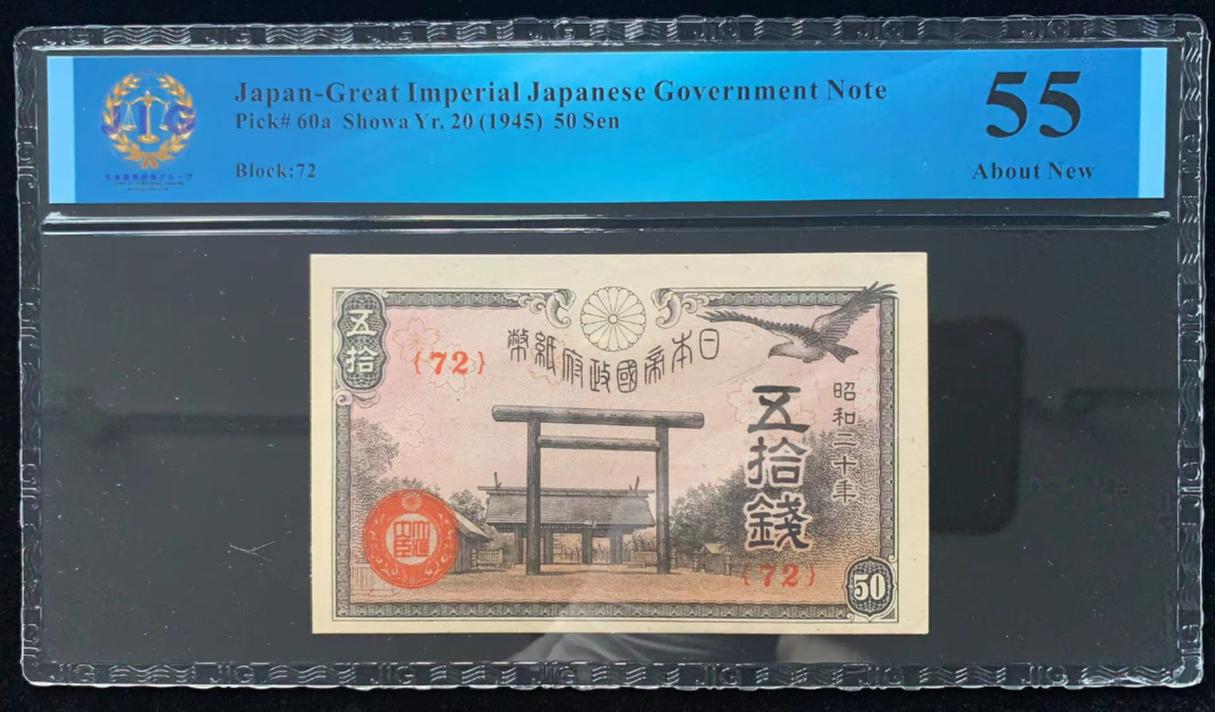 Japan-Great Imperial Japanese Government Note
Pick# 60a Showa Yr. 20 (1945) 50 Sen
Block:72
55
About New
JIG
五拾
{72}
日本帝國政府紙幣
昭和二十年
五拾錢
{72}
50